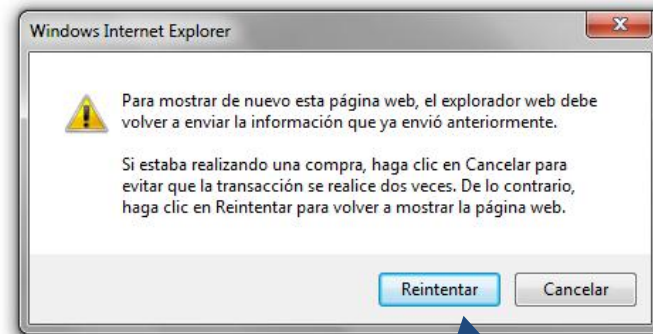 Windows Internet Explorer
Para mostrar de nuevo esta página web, el explorador web debe
volver a enviar la información que ya envió anteriormente.
Si estaba realizando una compra, haga clic en Cancelar para
evitar que la transacción se realice dos veces. De lo contrario,
haga clic en Reintentar para volver a mostrar la página web.
Reintentar
Cancelar